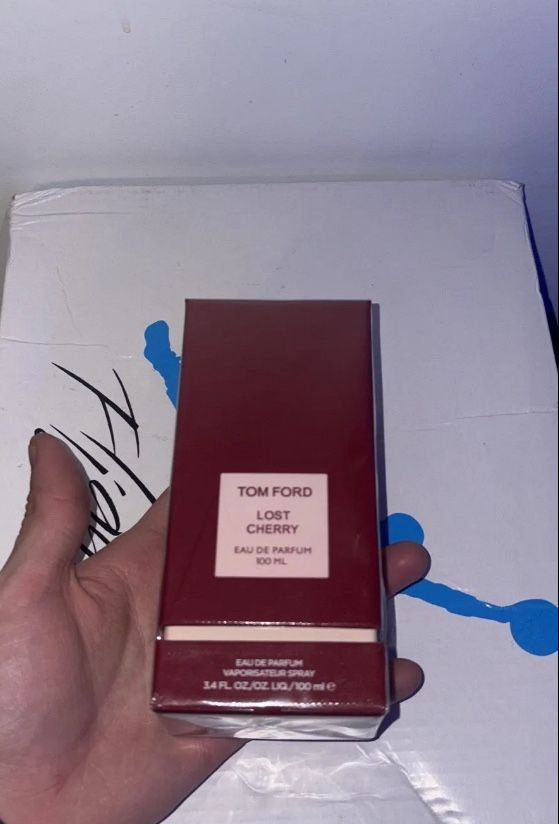 TOM FORD
LOST
CHERRY
EAU DE PARFUM
100 ML
EAU DE PARFUM
VAPORISATEUR SPRAY
3.4 FL. OZ./OZ. LIQ./100 ml ℮